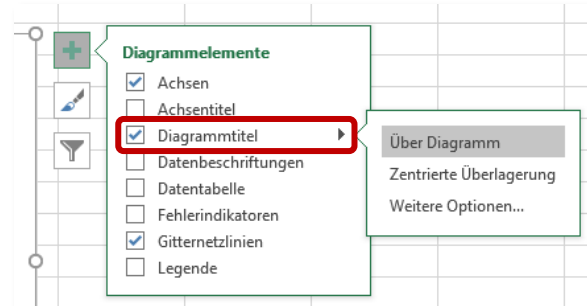 Diagrammelemente
Achsen
Achsentitel
Diagrammtitel
Datenbeschriftungen
Datentabelle
Fehlerindikatoren
Gitternetzlinien
Legende
Über Diagramm
Zentrierte Überlagerung
Weitere Optionen...